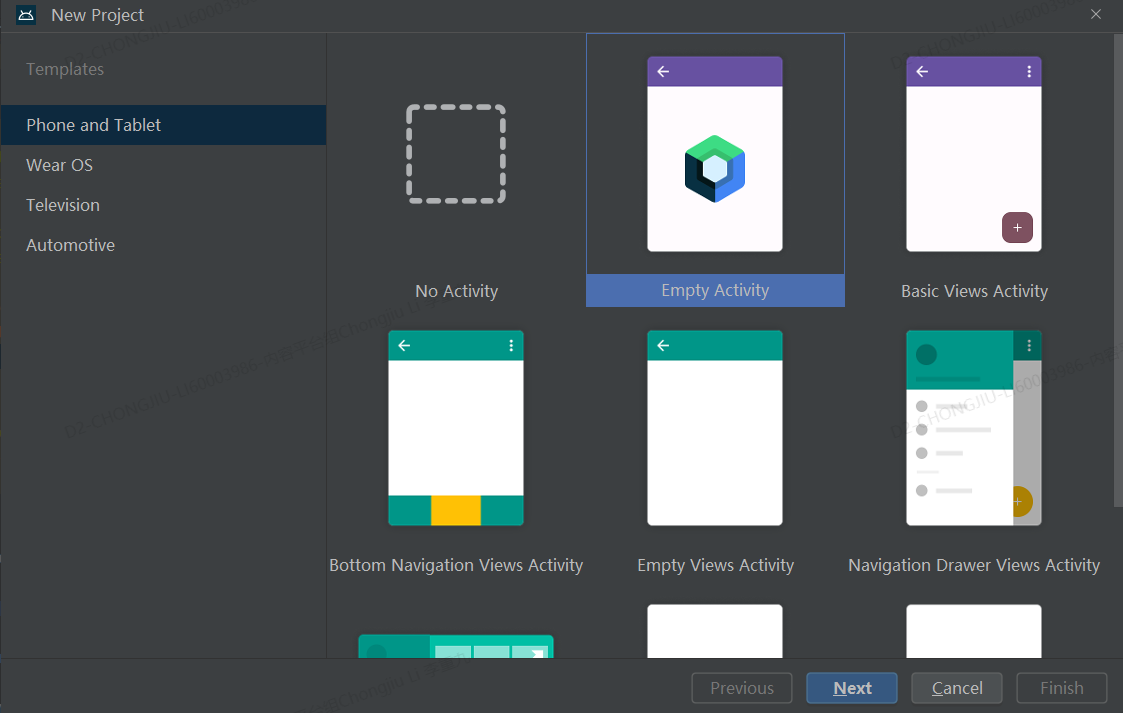 New Project
Templates
Phone and Tablet
Wear OS
Television
Automotive
No Activity
Empty Activity
Basic Views Activity
Bottom Navigation Views Activity
Empty Views Activity
Navigation Drawer Views Activity
Previous
Next
Cancel
Finish